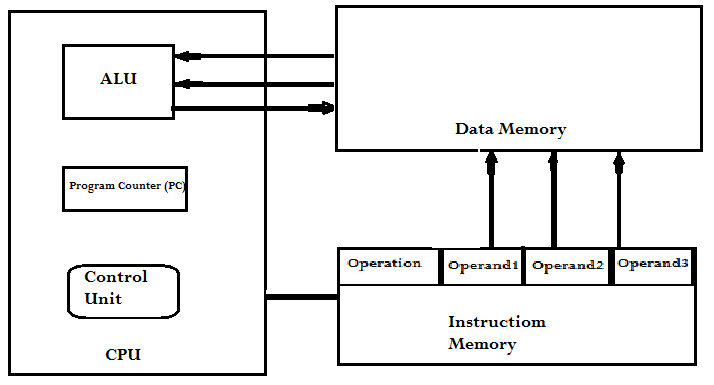 ALU
Data Memory
Program Counter (PC)
Operation
Operand1
Operand2
Operand3
Control
Unit
Instructiom
Memory
CPU